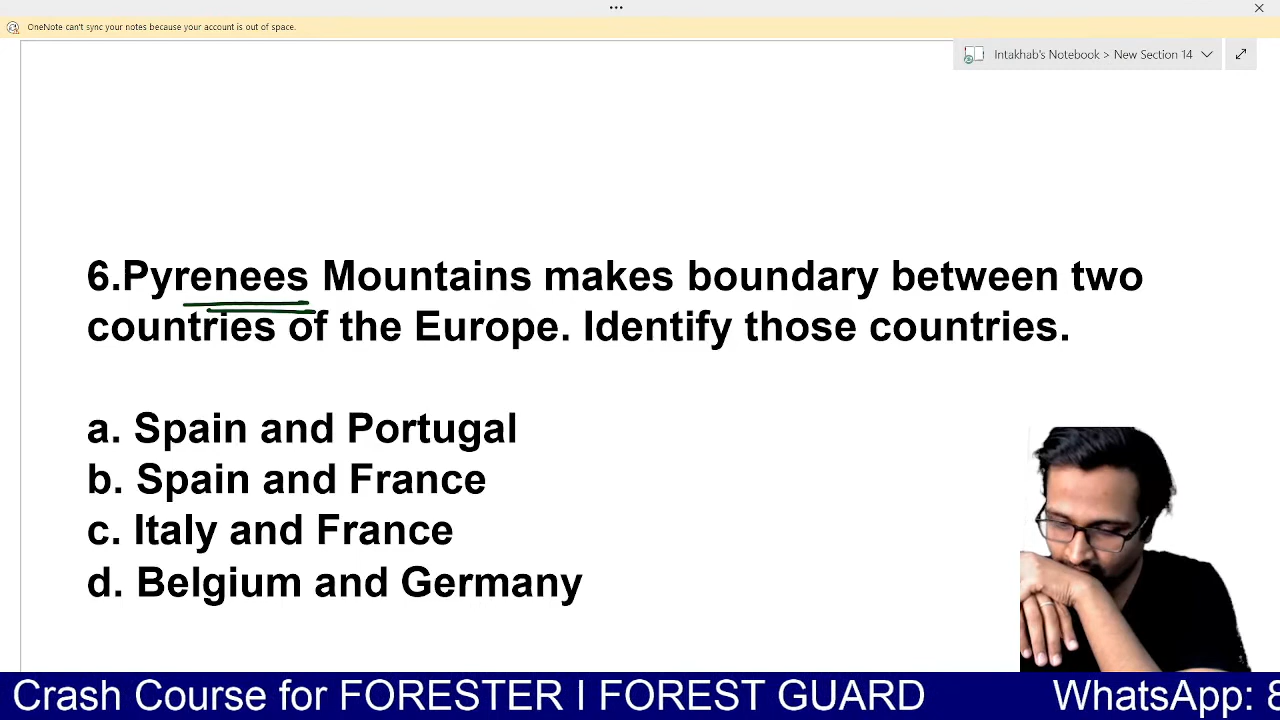 OneNote can't sync your notes because your account is out of space.
Intakhab's Notebook > New Section 14
6.Pyrenees Mountains makes boundary between two
countries of the Europe. Identify those countries.
a. Spain and Portugal
b. Spain and France
c. Italy and France
d. Belgium and Germany
Crash Course for FORESTER I FOREST GUARD WhatsApp: 8